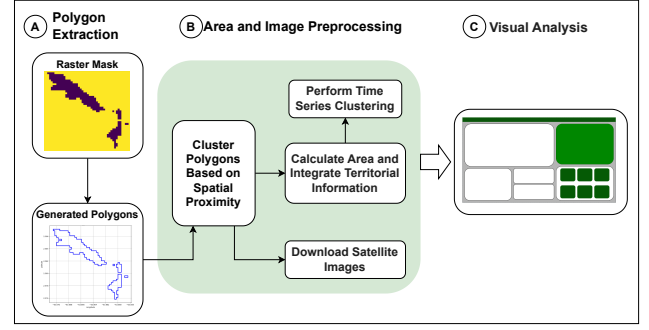 A Polygon
Extraction
B Area and Image Preprocessing
C Visual Analysis
Raster Mask
Generated Polygons
Cluster
Polygons
Based on
Spatial
Proximity
Perform Time
Series Clustering
Calculate Area and
Integrate Territorial
Information
Download Satellite
Images